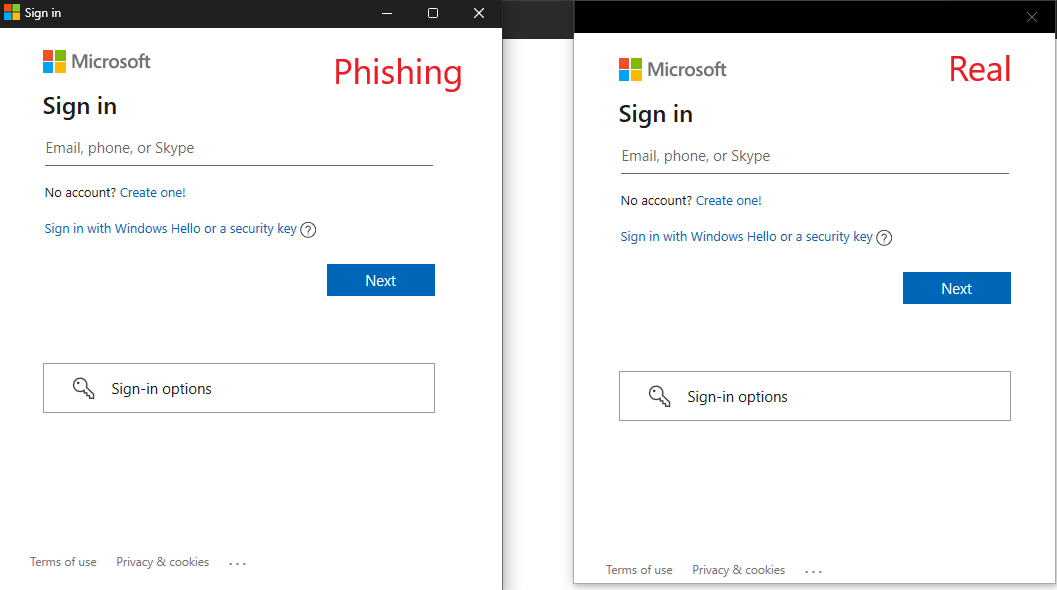 Sign in
Microsoft
Phishing
Sign in
Email, phone, or Skype
No account? Create one!
Sign in with Windows Hello or a security key ?
Next
Sign-in options
Terms of use Privacy & cookies ...
Microsoft
Real
Sign in
Email, phone, or Skype
No account? Create one!
Sign in with Windows Hello or a security key ?
Next
Sign-in options
Terms of use Privacy & cookies ...